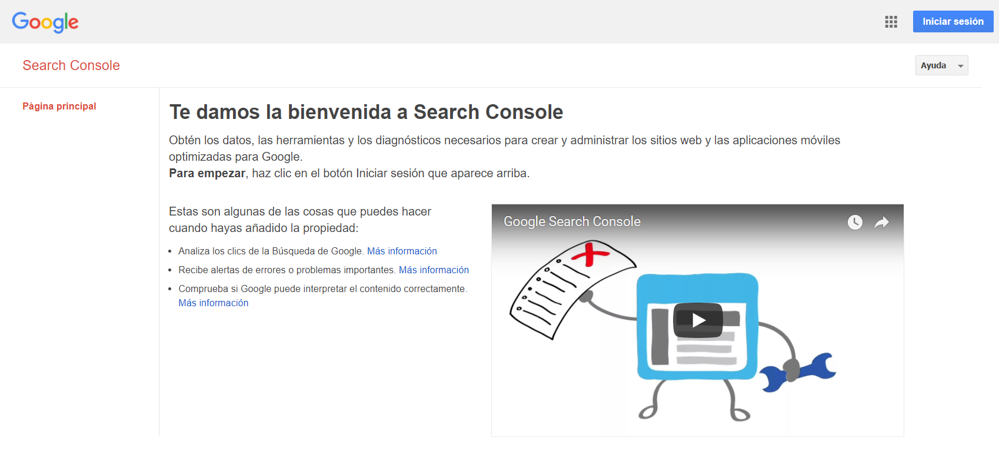 Google
Iniciar sesión
Search Console
Ayuda
Página principal
Te damos la bienvenida a Search Console
Obtén los datos, las herramientas y los diagnósticos necesarios para crear y administrar los sitios web y las aplicaciones móviles
optimizadas para Google.
Para empezar, haz clic en el botón Iniciar sesión que aparece arriba.
Estas son algunas de las cosas que puedes hacer
cuando hayas añadido la propiedad:
• Analiza los clics de la Búsqueda de Google. Más información
• Recibe alertas de errores o problemas importantes. Más información
• Comprueba si Google puede interpretar el contenido correctamente.
Más información
Google Search Console